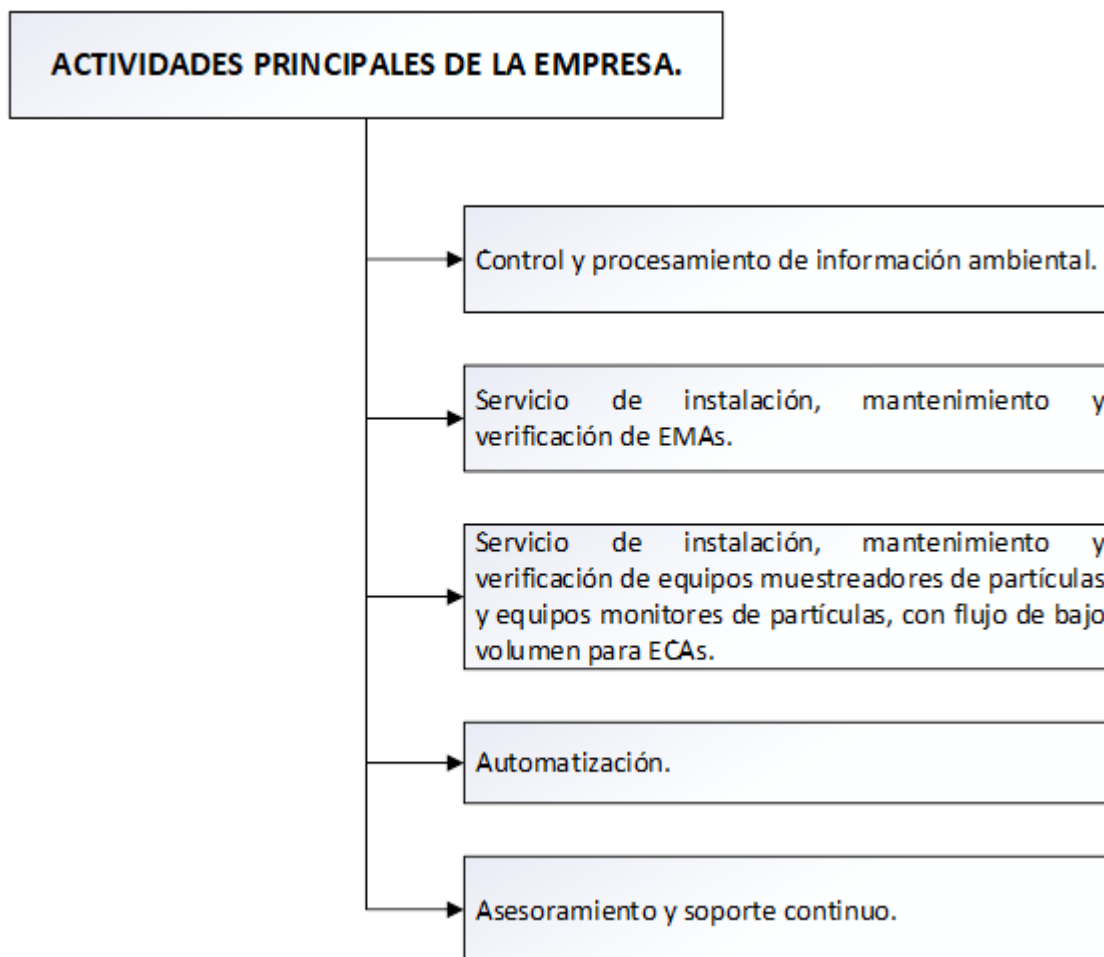 ACTIVIDADES PRINCIPALES DE LA EMPRESA.
Control y procesamiento de información ambiental.
Servicio de instalación, mantenimiento y
verificación de EMAs.
Servicio de instalación, mantenimiento y
verificación de equipos muestreadores de partículas
y equipos monitores de partículas, con flujo de bajo
volumen para ECAs.
Automatización.
Asesoramiento y soporte continuo.